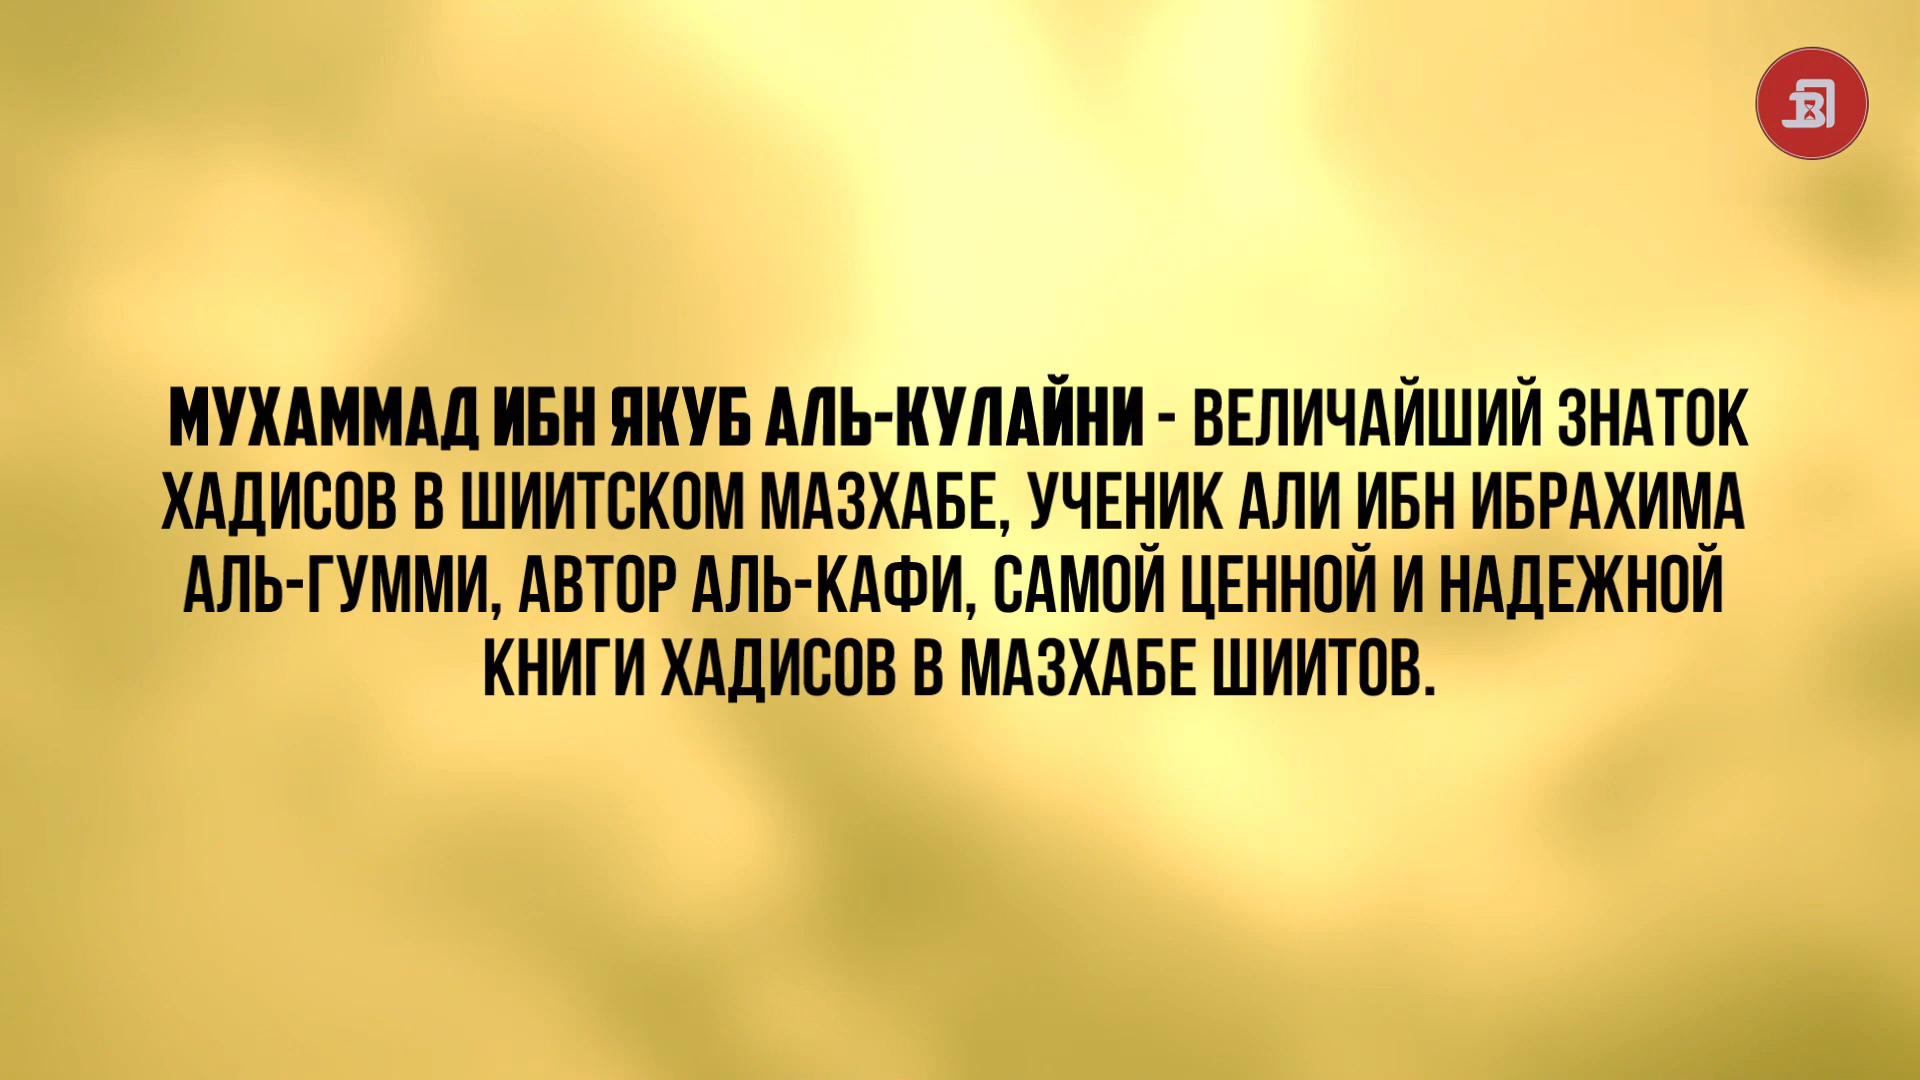 МУХАММАД ИБН ЯКУБ АЛЬ-КУЛАЙНИ - ВЕЛИЧАЙШИЙ ЗНАТОК
ХАДИСОВ В ШИИТСКОМ МАЗХАБЕ, УЧЕНИК АЛИ ИБН ИБРАХИМА
АЛЬ-ГУММИ, АВТОР АЛЬ-КАФИ, САМОЙ ЦЕННОЙ И НАДЕЖНОЙ
КНИГИ ХАДИСОВ В МАЗХАБЕ ШИИТОВ.